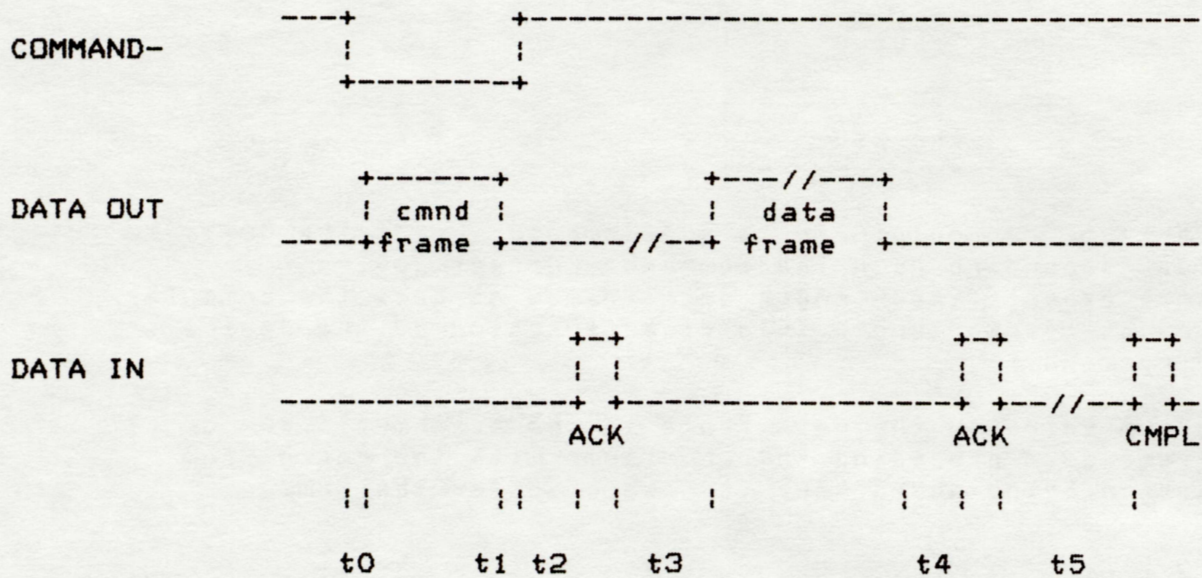 COMMAND-
DATA OUT
cmnd
frame
data
frame
DATA IN
ACK
ACK
CMPL
t0 t1 t2 t3 t4 t5